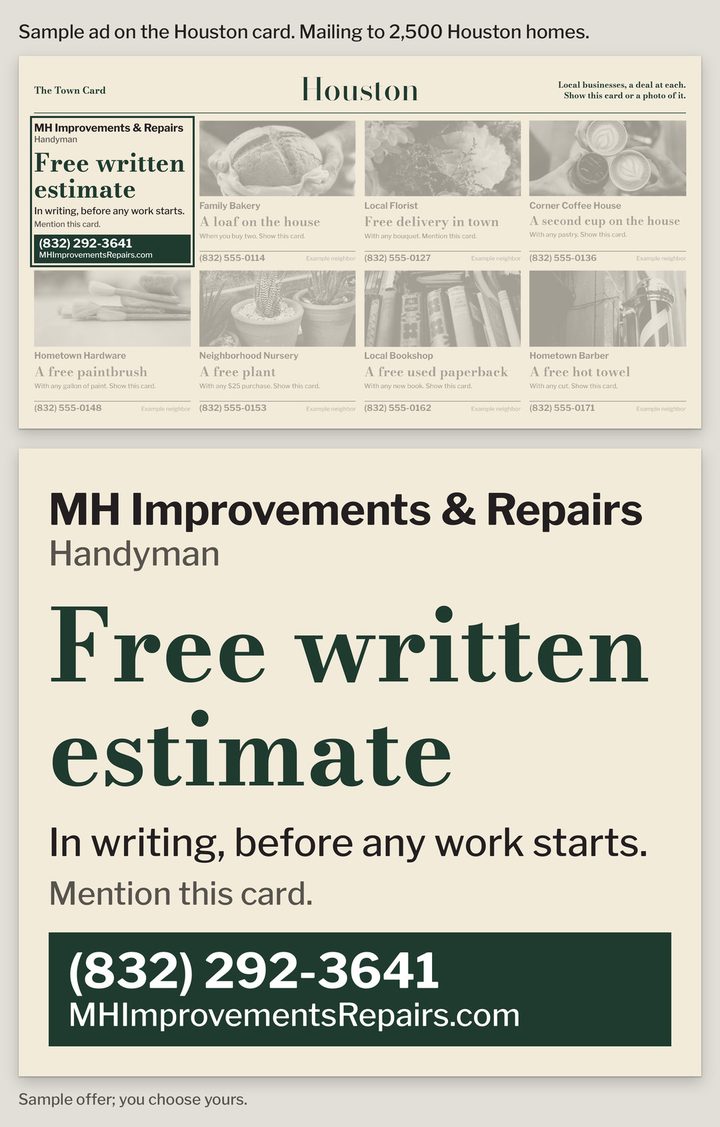 Sample ad on the Houston card. Mailing to 2,500 Houston homes.
The Town Card
Houston
Local businesses, a deal at each.
Show this card or a photo of it.
MH Improvements & Repairs
Handyman
Free written
estimate
In writing, before any work starts.
Mention this card.
(832) 292-3641
MHImprovementsRepairs.com
Family Bakery
A loaf on the house
When you buy two. Show this card.
(832) 555-0114
Example neighbor
Local Florist
Free delivery in town
With any bouquet. Mention this card.
(832) 555-0127
Example neighbor
Corner Coffee House
A second cup on the house
With any pastry. Show this card.
(832) 555-0136
Example neighbor
Hometown Hardware
A free paintbrush
With any gallon of paint. Show this card.
(832) 555-0148
Example neighbor
Neighborhood Nursery
A free plant
With any $25 purchase. Show this card.
(832) 555-0153
Example neighbor
Local Bookshop
A free used paperback
With any new book. Show this card.
(832) 555-0162
Example neighbor
Hometown Barber
A free hot towel
With any cut. Show this card.
(832) 555-0171
Example neighbor
MH Improvements & Repairs
Handyman
Free written
estimate
In writing, before any work starts.
Mention this card.
(832) 292-3641
MHImprovementsRepairs.com
Sample offer; you choose yours.